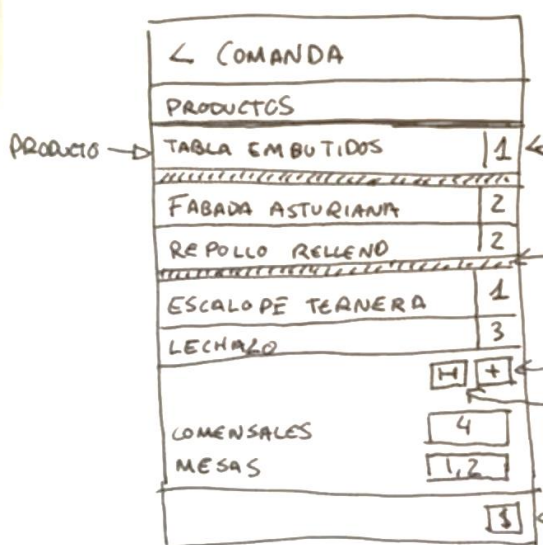 < COMANDA
PRODUCTOS
PRODUCTO
TABLA EMBUTIDOS 1
FABADA ASTURIANA 2
REPOLLO RELLENO 2
ESCALOPE TERNERA 1
LECHAZO 3
H +
COMENSALES 4
MESAS 1,2
$